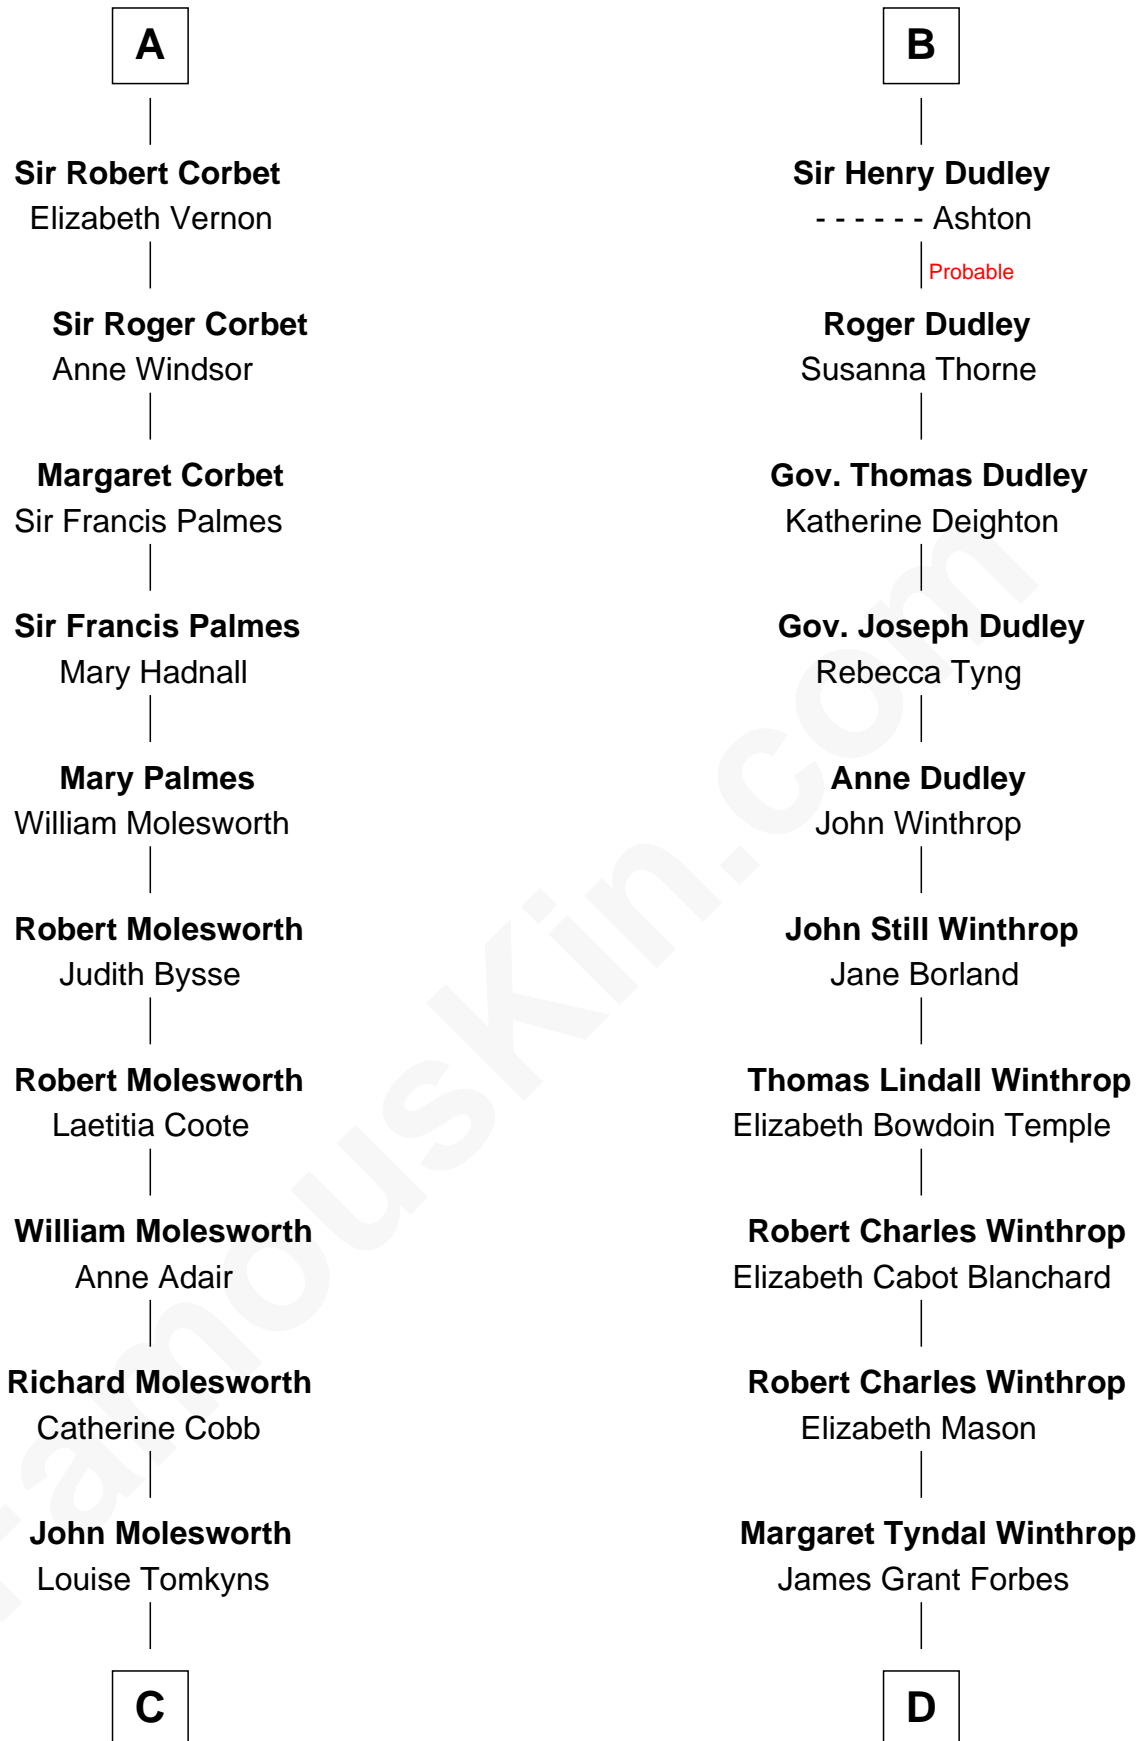 A
Sir Robert Corbet
Elizabeth Vernon
Sir Roger Corbet
Anne Windsor
Margaret Corbet
Sir Francis Palmes
Sir Francis Palmes
Mary Hadnall
Mary Palmes
William Molesworth
Robert Molesworth
Judith Bysse
Robert Molesworth
Laetitia Coote
William Molesworth
Anne Adair
Richard Molesworth
Catherine Cobb
John Molesworth
Louise Tomkyns
C
B
Sir Henry Dudley
- - - - - - Ashton
Probable
Roger Dudley
Susanna Thorne
Gov. Thomas Dudley
Katherine Deighton
Gov. Joseph Dudley
Rebecca Tyng
Anne Dudley
John Winthrop
John Still Winthrop
Jane Borland
Thomas Lindall Winthrop
Elizabeth Bowdoin Temple
Robert Charles Winthrop
Elizabeth Cabot Blanchard
Robert Charles Winthrop
Elizabeth Mason
Margaret Tyndal Winthrop
James Grant Forbes
D
FamousKin.com